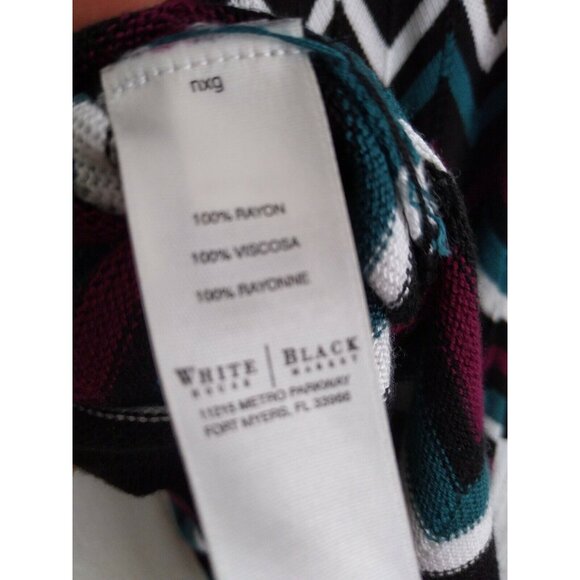 nxg
100% RAYON
100% VISCOSA
100% RAYONNE
WHITE | BLACK
HOUSE | MARKET
11215 METRO PARKWAY
FORT MYERS, FL 33966